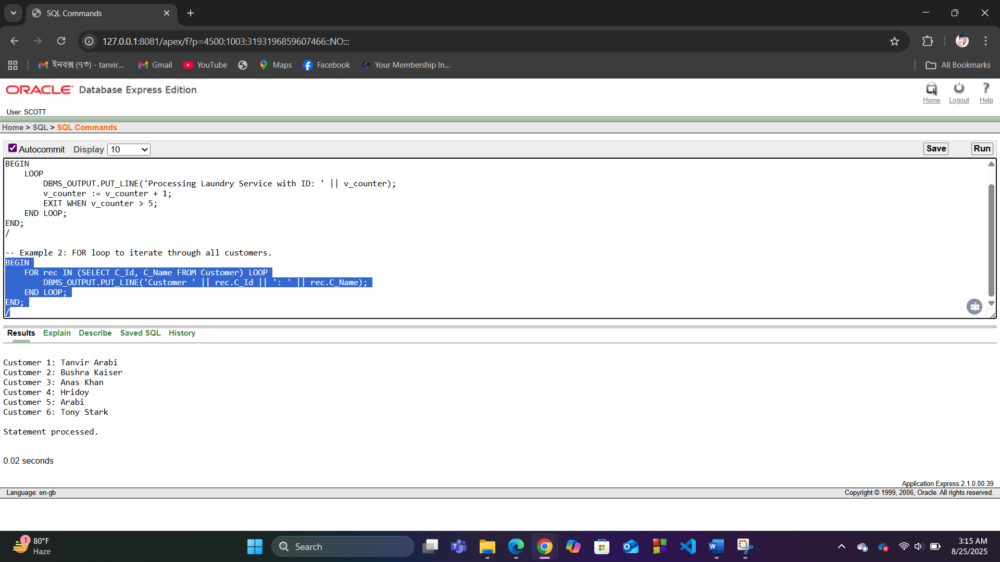 SQL Commands
127.0.0.1:8081/apex/f?p=4500:1003:3193196859607466::NO:::
ইনবক্স (৭৩) - tanvir...
Gmail
YouTube
Maps
Facebook
Your Membership In...
All Bookmarks
ORACLE Database Express Edition
Home
Logout
Help
User: SCOTT
Home > SQL > SQL Commands
Autocommit Display 10
Save
Run
BEGIN
    LOOP
        DBMS_OUTPUT.PUT_LINE('Processing Laundry Service with ID: ' || v_counter);
        v_counter := v_counter + 1;
        EXIT WHEN v_counter > 5;
    END LOOP;
END;
/
-- Example 2: FOR loop to iterate through all customers.
BEGIN
    FOR rec IN (SELECT C_Id, C_Name FROM Customer) LOOP
        DBMS_OUTPUT.PUT_LINE('Customer ' || rec.C_Id || ': ' || rec.C_Name);
    END LOOP;
END;
/
Results Explain Describe Saved SQL History
Customer 1: Tanvir Arabi
Customer 2: Bushra Kaiser
Customer 3: Anas Khan
Customer 4: Hridoy
Customer 5: Arabi
Customer 6: Tony Stark
Statement processed.
0.02 seconds
Application Express 2.1.0.00.39
Language: en-gb
Copyright © 1999, 2006, Oracle. All rights reserved.
1
80°F
Haze
Search
3:15 AM
8/25/2025